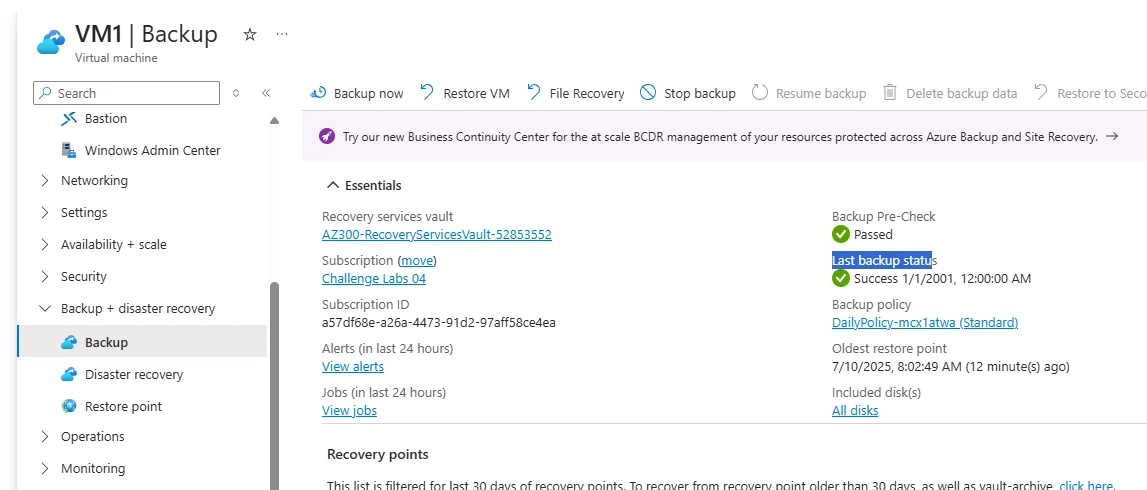 VM1 | Backup
Virtual machine
Search
Bastion
Windows Admin Center
Networking
Settings
Availability + scale
Security
Backup + disaster recovery
Backup
Disaster recovery
Restore point
Operations
Monitoring
Backup now Restore VM File Recovery Stop backup Resume backup Delete backup data Restore to Seco
Try our new Business Continuity Center for the at scale BCDR management of your resources protected across Azure Backup and Site Recovery. →
Essentials
Recovery services vault
AZ300-RecoveryServicesVault-52853552
Subscription (move)
Challenge Labs 04
Subscription ID
a57df68e-a26a-4473-91d2-97aff58ce4ea
Alerts (in last 24 hours)
View alerts
Jobs (in last 24 hours)
View jobs
Backup Pre-Check
Passed
Last backup status
Success 1/1/2001, 12:00:00 AM
Backup policy
DailyPolicy-mcx1atwa (Standard)
Oldest restore point
7/10/2025, 8:02:49 AM (12 minute(s) ago)
Included disk(s)
All disks
Recovery points
This list is filtered for last 30 days of recovery points. To recover from recovery point older than 30 days, as well as vault-archive, click here.